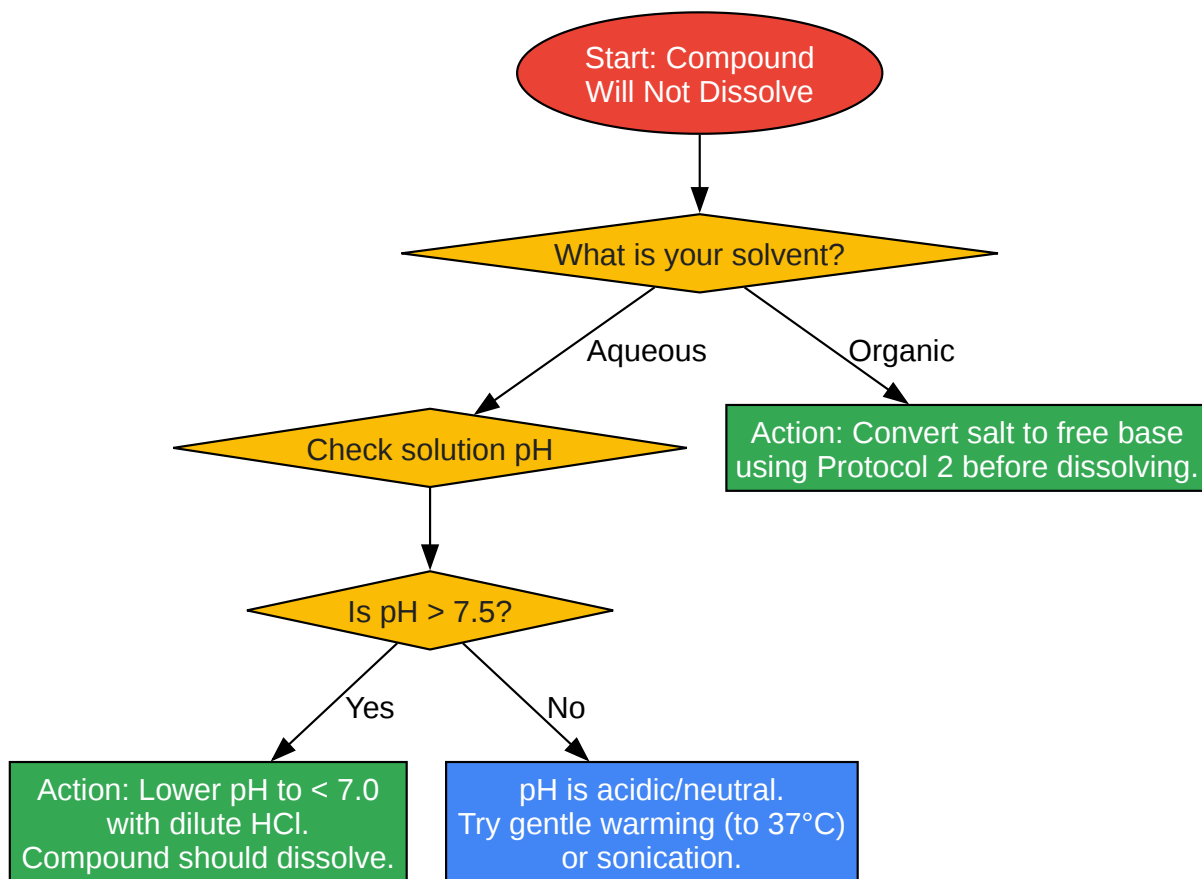 Start: Compound
Will Not Dissolve
What is your solvent?
Aqueous
Organic
Check solution pH
Action: Convert salt to free base
using Protocol 2 before dissolving.
Is pH > 7.5?
Yes
No
Action: Lower pH to < 7.0
with dilute HCl.
Compound should dissolve.
pH is acidic/neutral.
Try gentle warming (to 37°C)
or sonication.